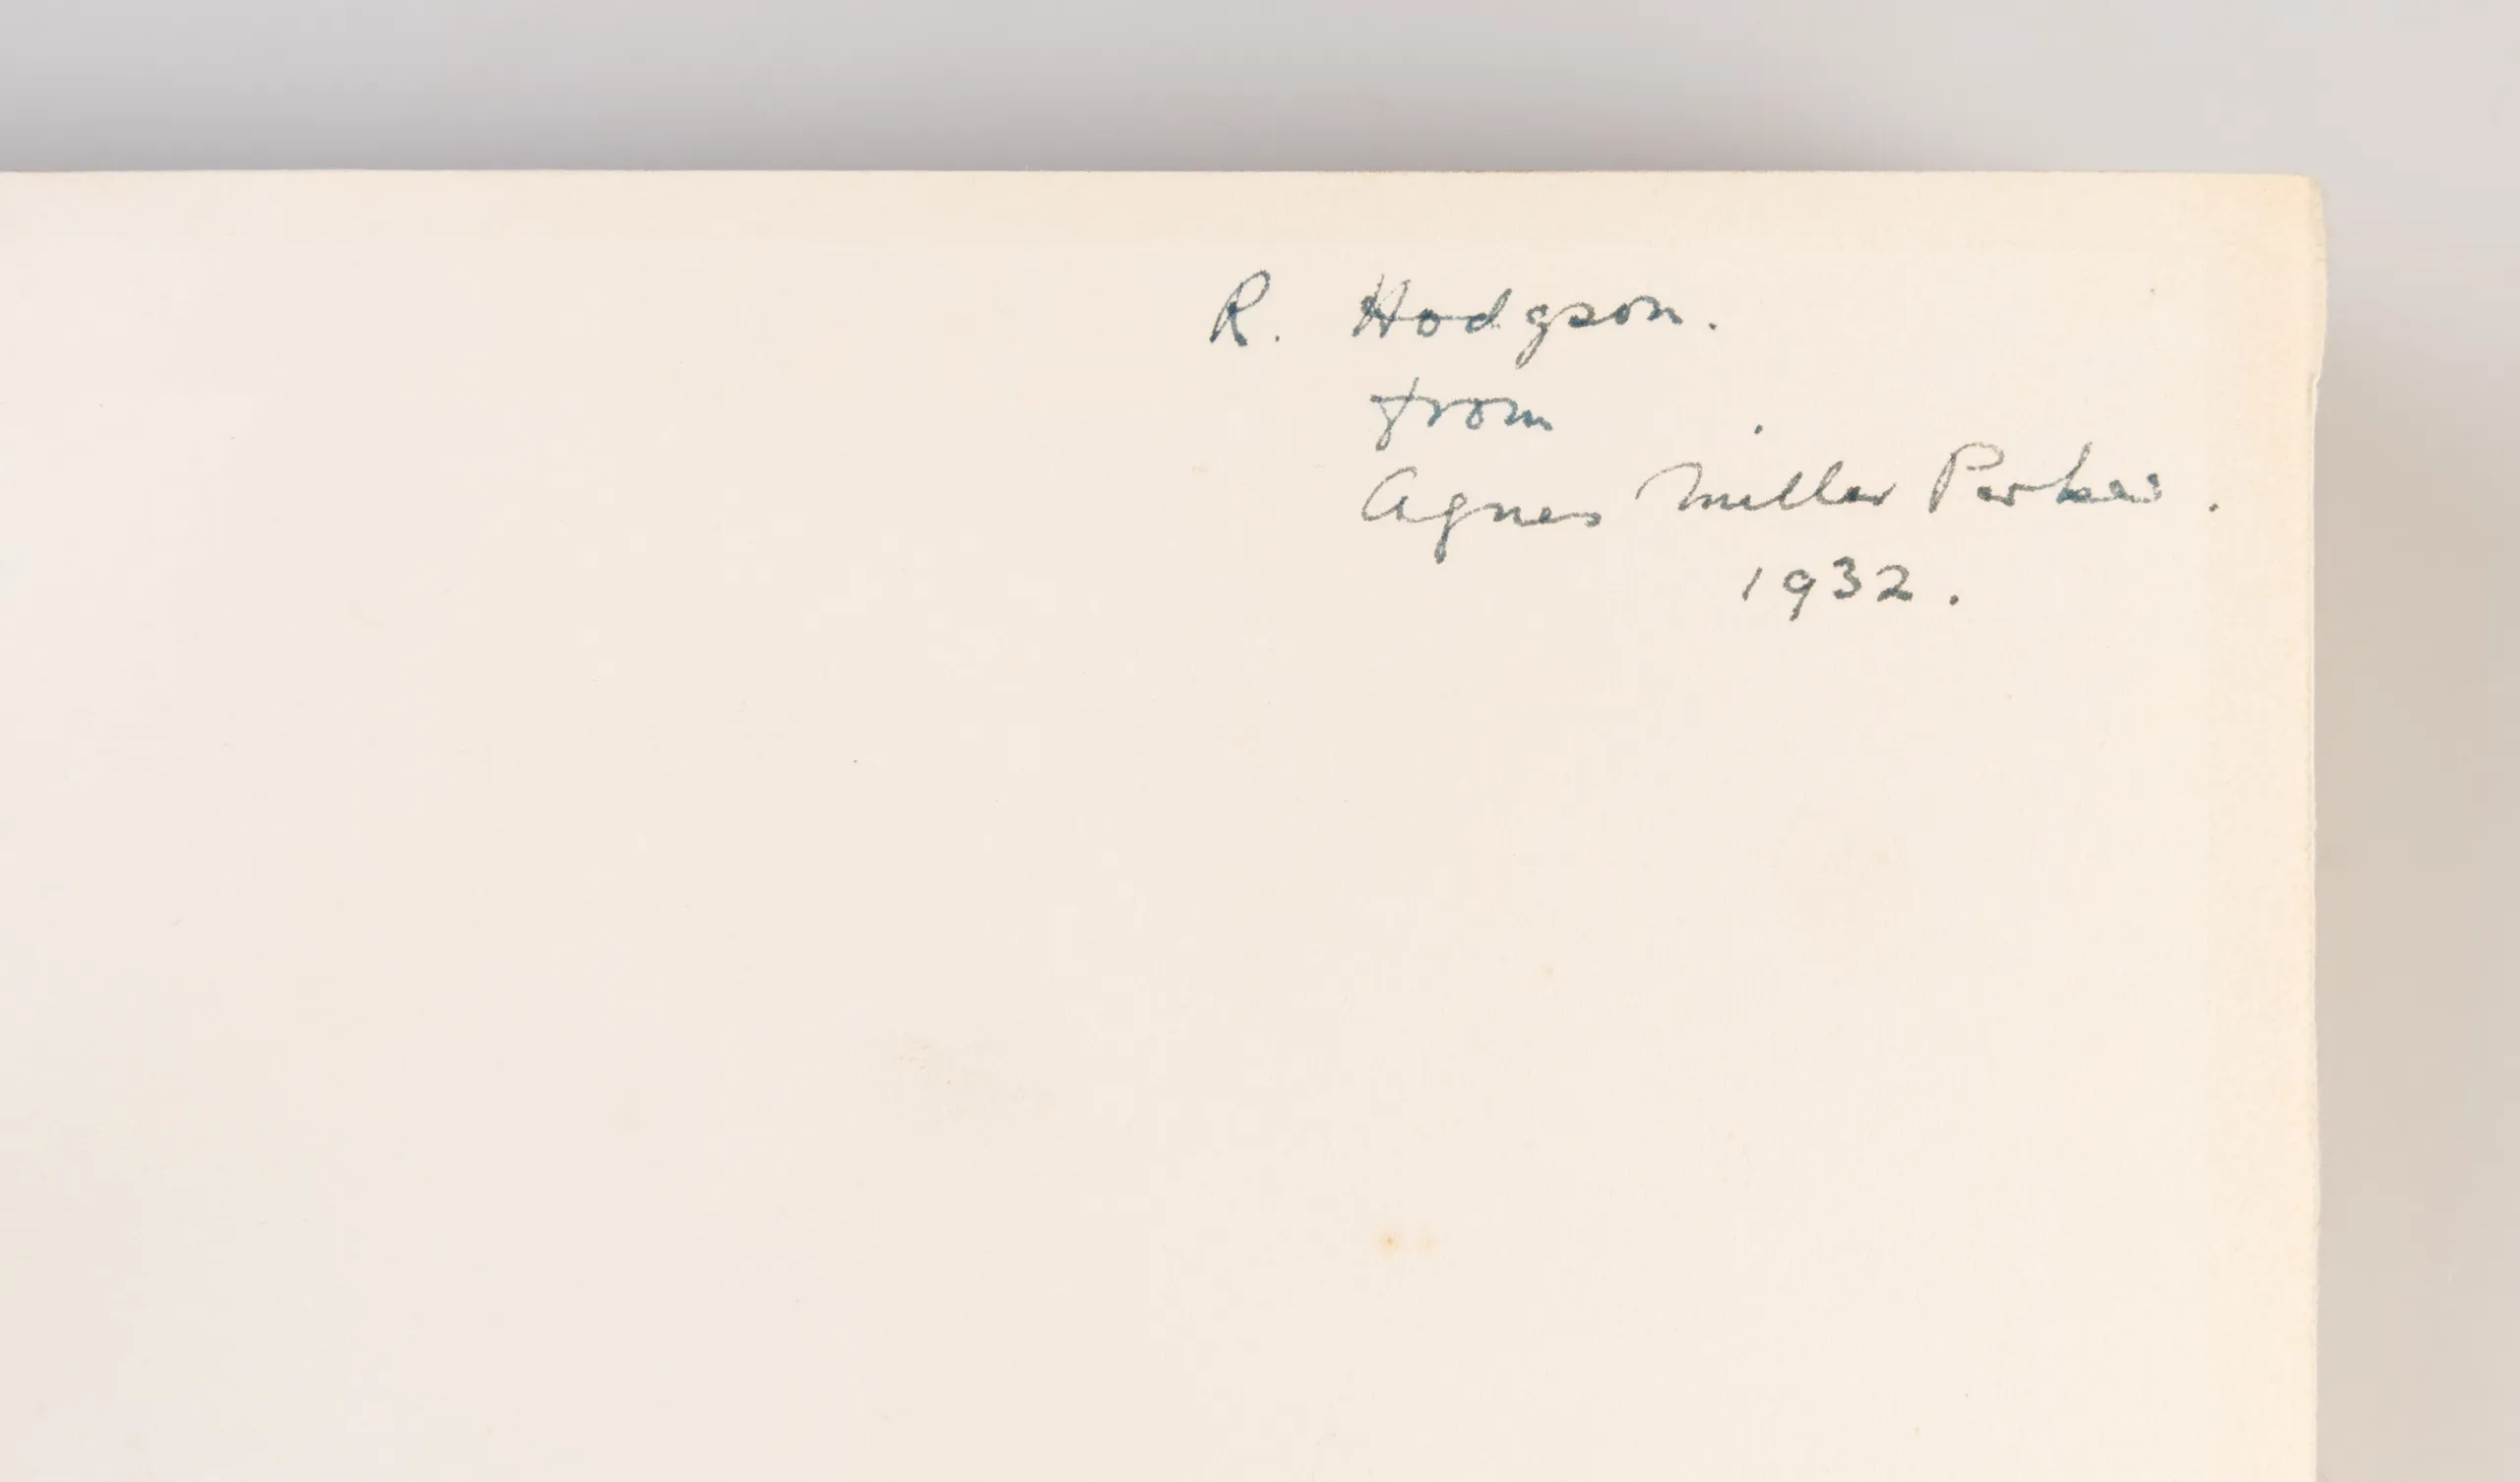 R. Hodgson.
from
Agnes Miller Parker.
1932.